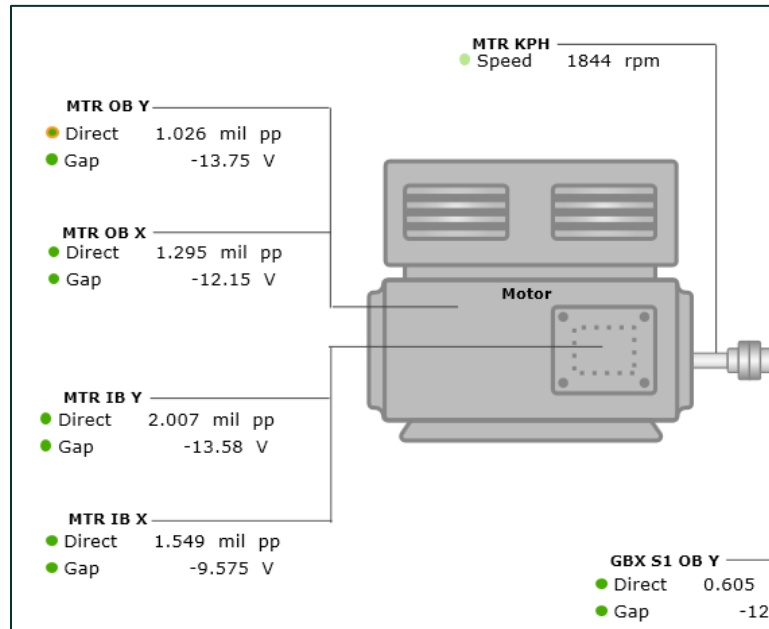 MTR KPH
Speed 1844 rpm
MTR OB Y
Direct 1.026 mil pp
Gap -13.75 V
MTR OB X
Direct 1.295 mil pp
Gap -12.15 V
Motor
MTR IB Y
Direct 2.007 mil pp
Gap -13.58 V
MTR IB X
Direct 1.549 mil pp
Gap -9.575 V
GBX S1 OB Y
Direct 0.605
Gap -12